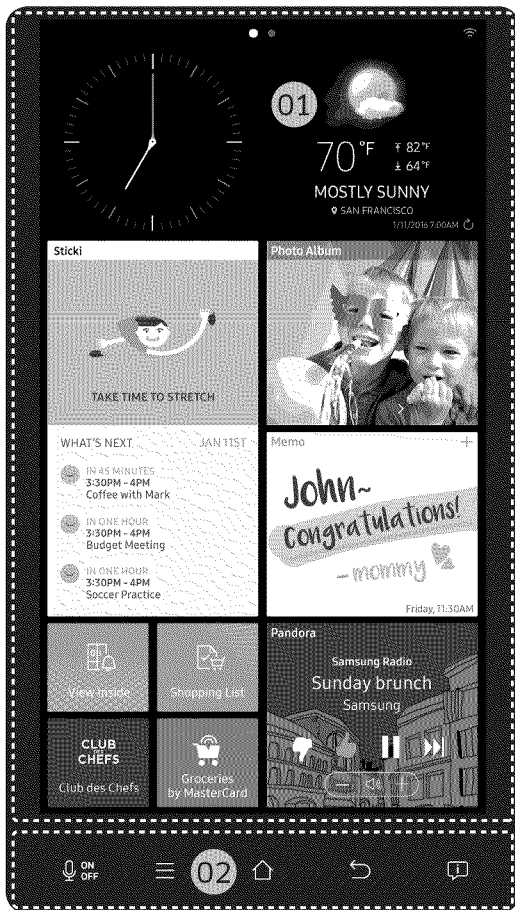 01
70°F
82°F
64°F
MOSTLY SUNNY
SAN FRANCISCO
1/11/2016 7:00AM
Sticki
TAKE TIME TO STRETCH
Photo Album
WHAT'S NEXT
JAN 11ST
IN 45 MINUTES
3:30PM - 4PM
Coffee with Mark
IN ONE HOUR
3:30PM - 4PM
Budget Meeting
IN ONE HOUR
3:30PM - 4PM
Soccer Practice
Memo
John~
Congratulations!
-mommy
Friday, 11:30AM
View Inside
Shopping List
CLUB
DES
CHEFS
Club des Chefs
Groceries
by MasterCard
Pandora
Samsung Radio
Sunday brunch
Samsung
ON
OFF
02